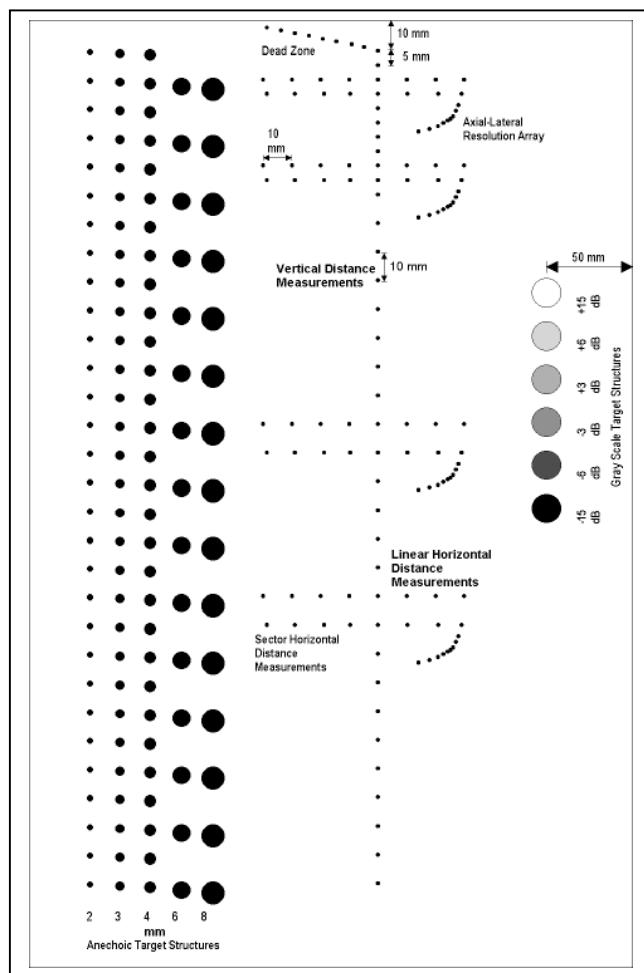 10 mm
Dead Zone
5 mm
Axial-Lateral
Resolution Array
10
mm
Vertical Distance
Measurements
10 mm
50 mm
+15
dB
+6
dB
+3
dB
-3
dB
-6
dB
-15
dB
Gray Scale Target Structures
Linear Horizontal
Distance
Measurements
Sector Horizontal
Distance
Measurements
2 3 4 6 8
mm
Anechoic Target Structures